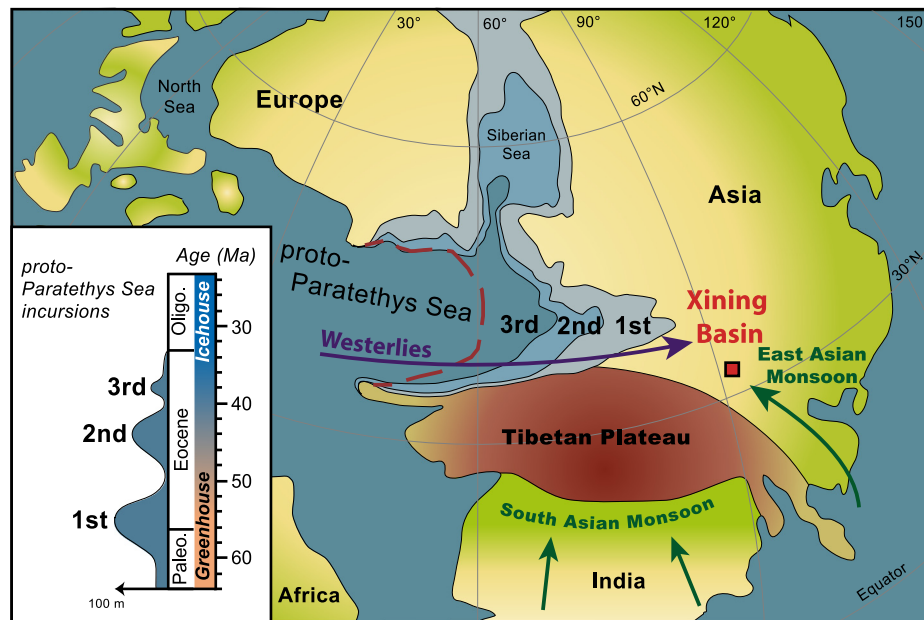 30°
60°
90°
120°
150
North
Sea
Europe
60°N
Siberian
Sea
Asia
30°N
proto-
Paratethys Sea
3rd
2nd
1st
Xining
Basin
Westerlies
East Asian
Monsoon
Tibetan Plateau
South Asian Monsoon
India
Africa
Equator
proto-
Paratethys Sea
incursions
Age (Ma)
Oligo.
Eocene
Paleo.
Icehouse
Greenhouse
30
40
50
60
3rd
2nd
1st
100 m